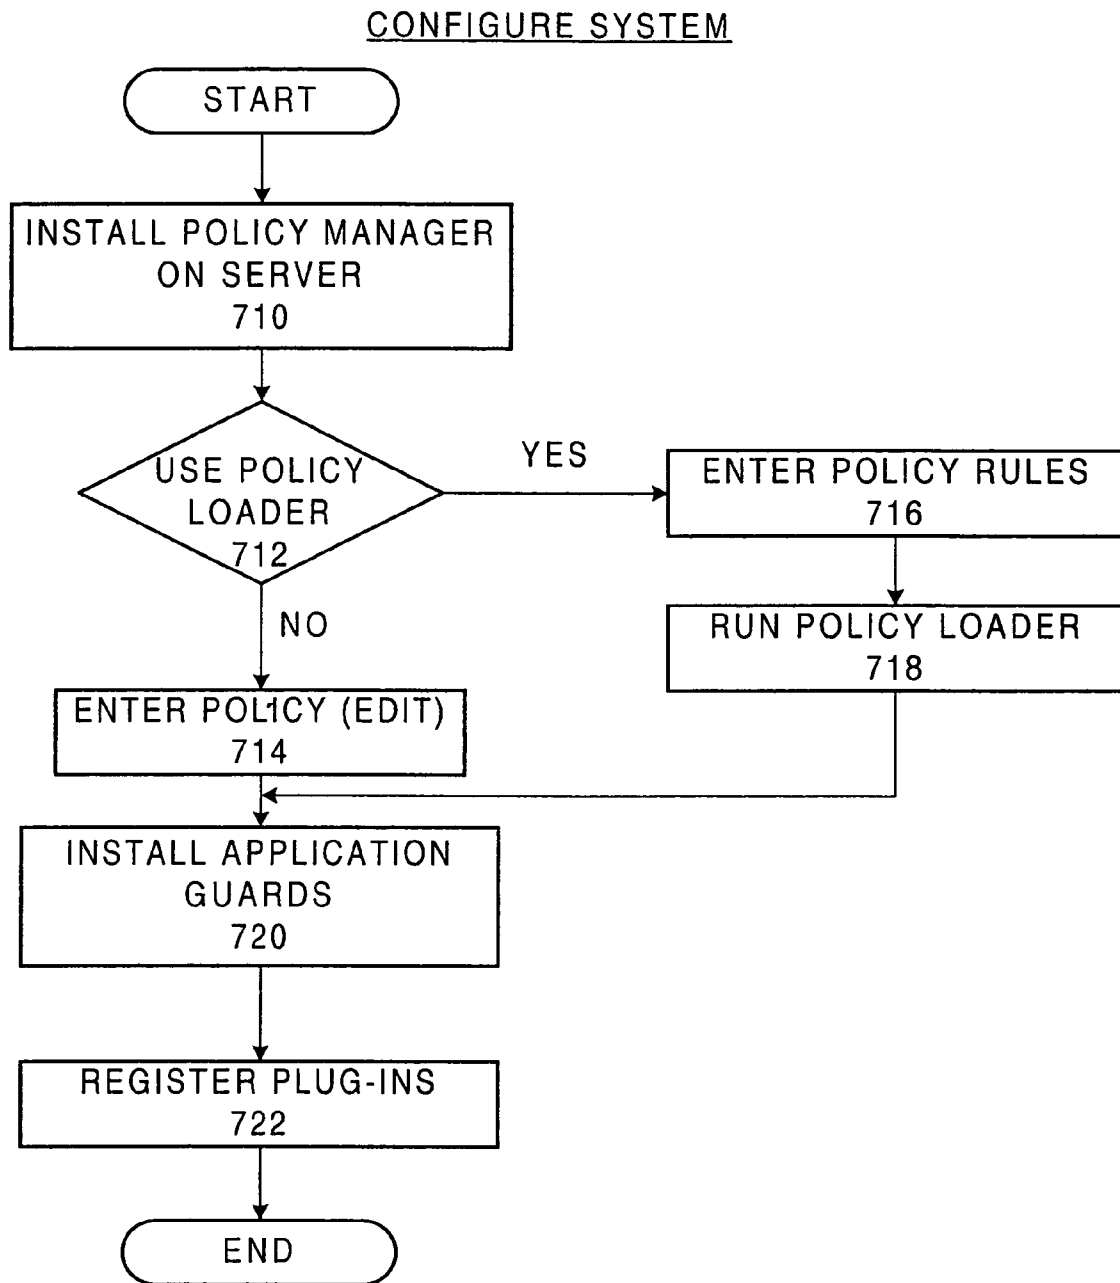 CONFIGURE SYSTEM
START
INSTALL POLICY MANAGER
ON SERVER
710
USE POLICY
LOADER
712
YES
ENTER POLICY RULES
716
RUN POLICY LOADER
718
NO
ENTER POLICY (EDIT)
714
INSTALL APPLICATION
GUARDS
720
REGISTER PLUG-INS
722
END